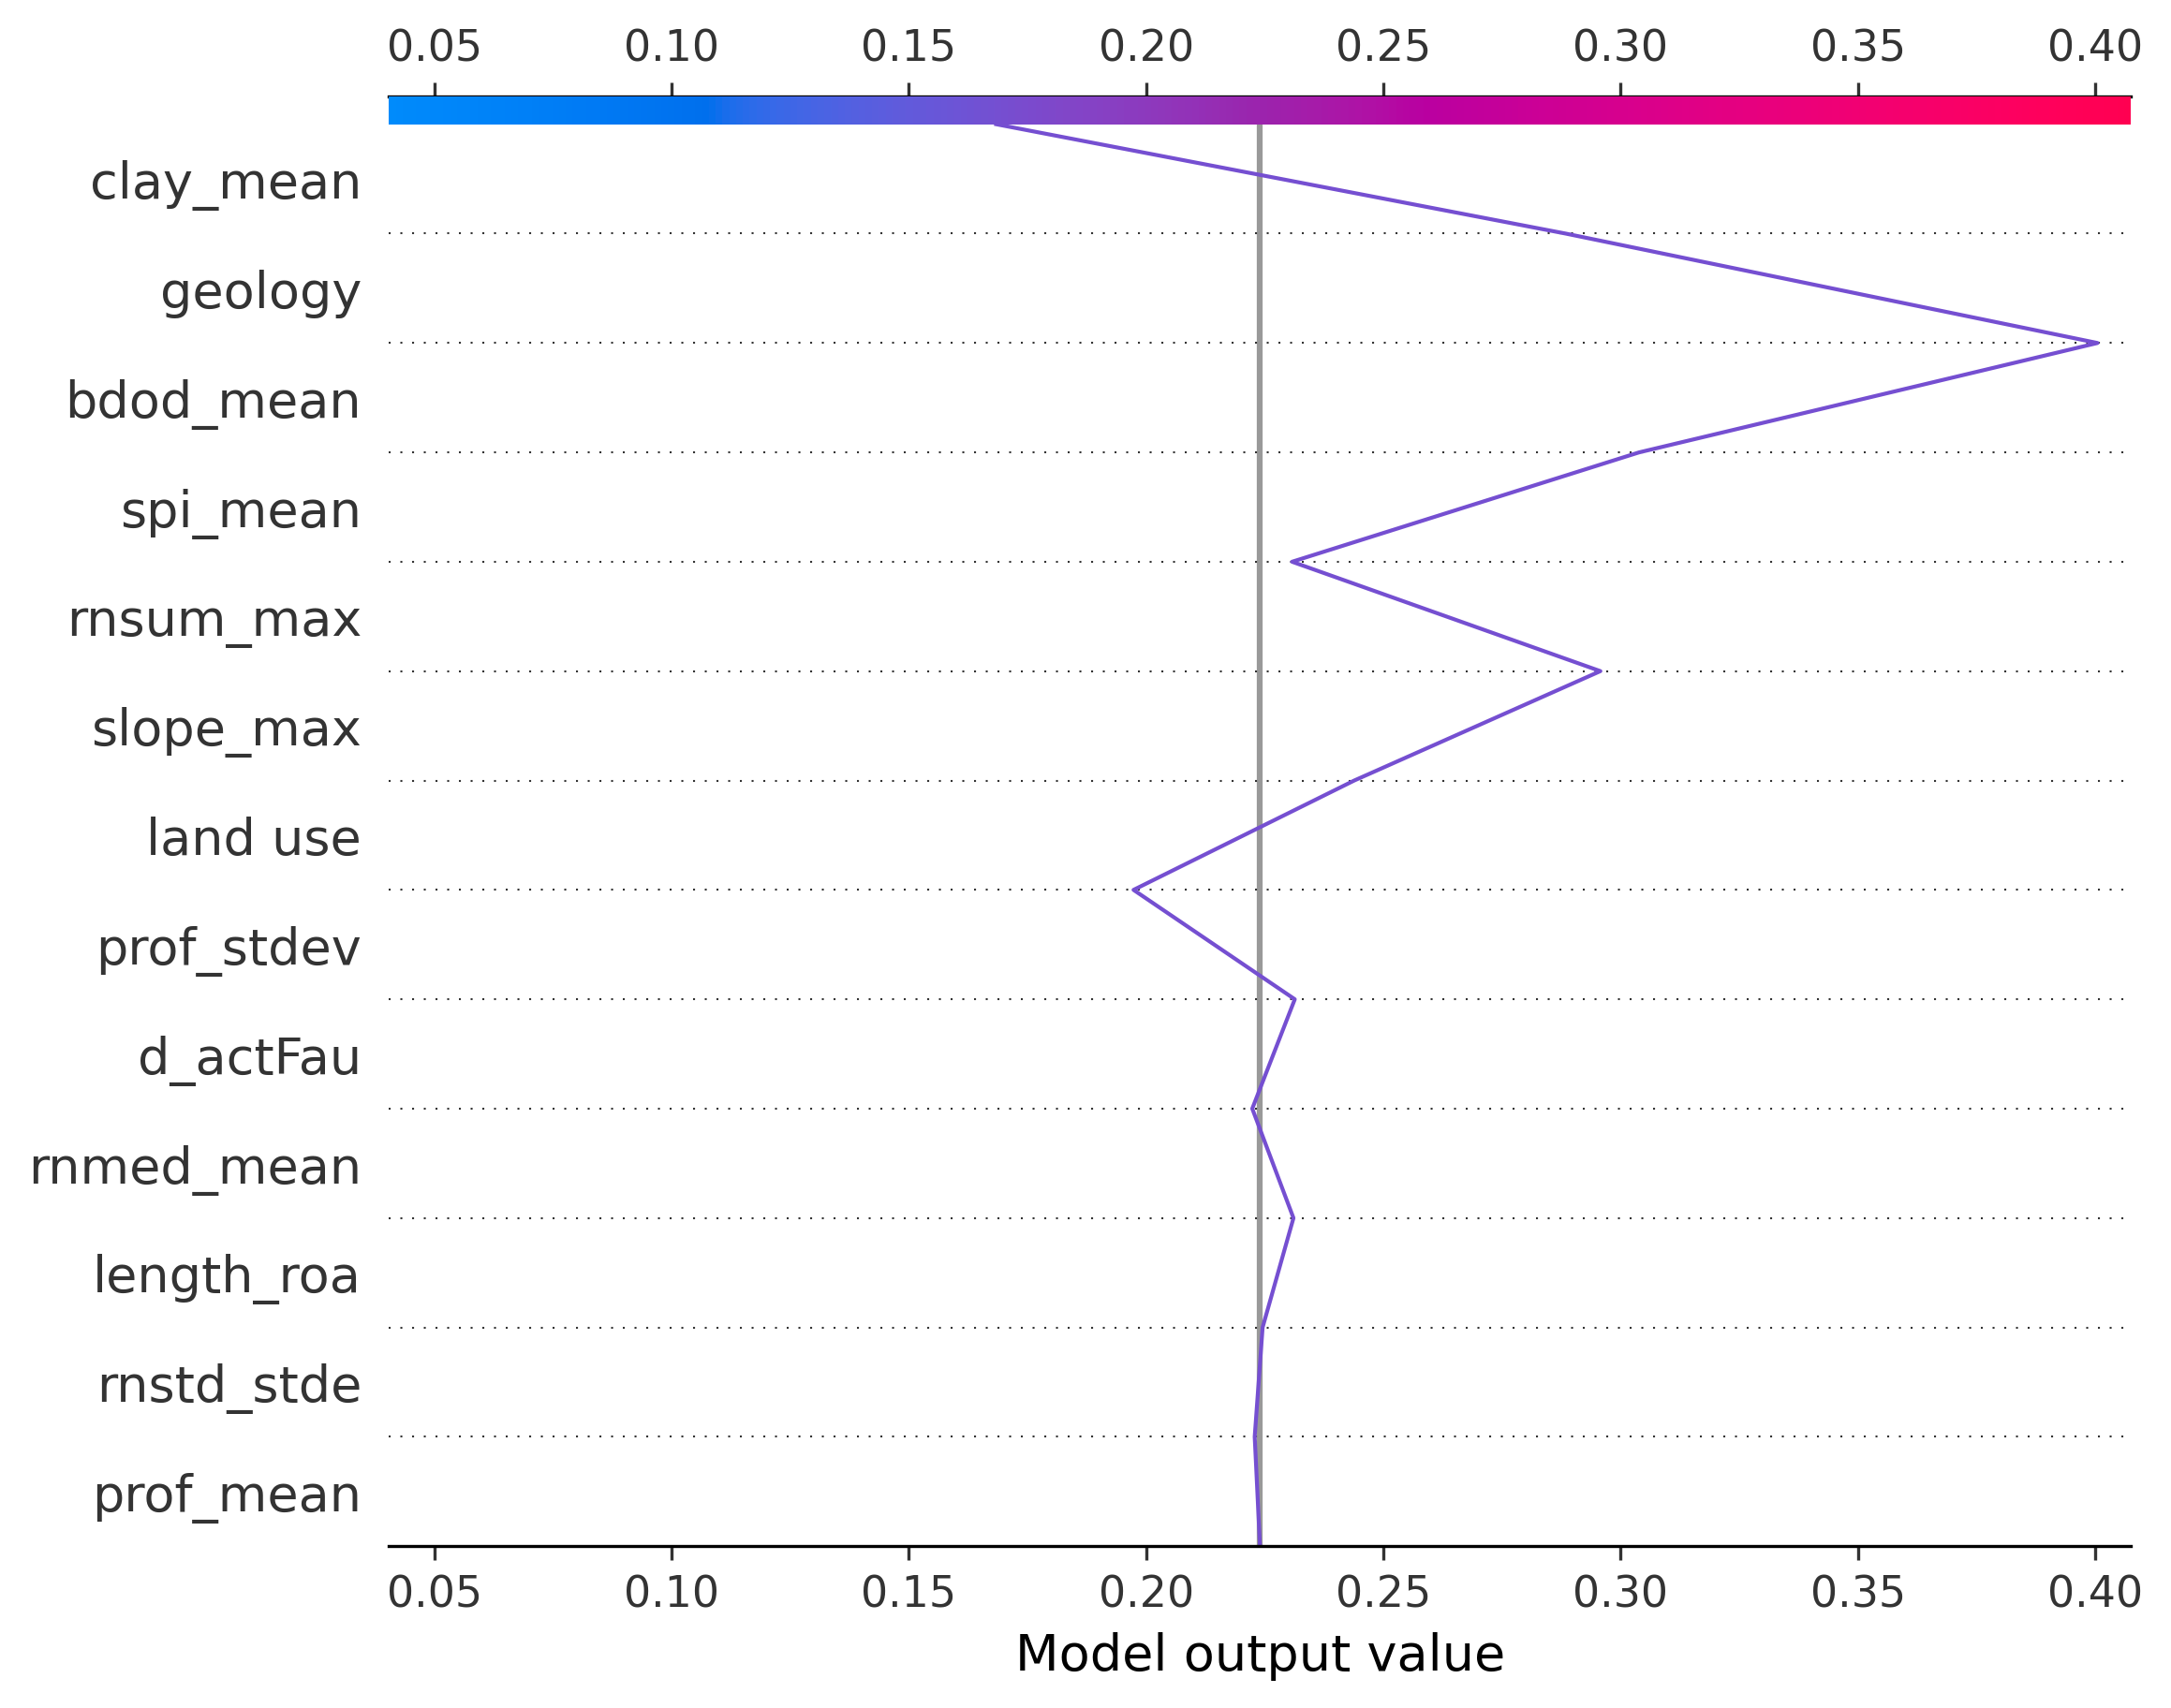 0.05 0.10 0.15 0.20 0.25 0.30 0.35 0.40
clay_mean
geology
bdod_mean
spi_mean
rnsum_max
slope_max
land use
prof_stdev
d_actFau
rnmed_mean
length_roa
rnstd_stde
prof_mean
0.05 0.10 0.15 0.20 0.25 0.30 0.35 0.40
Model output value